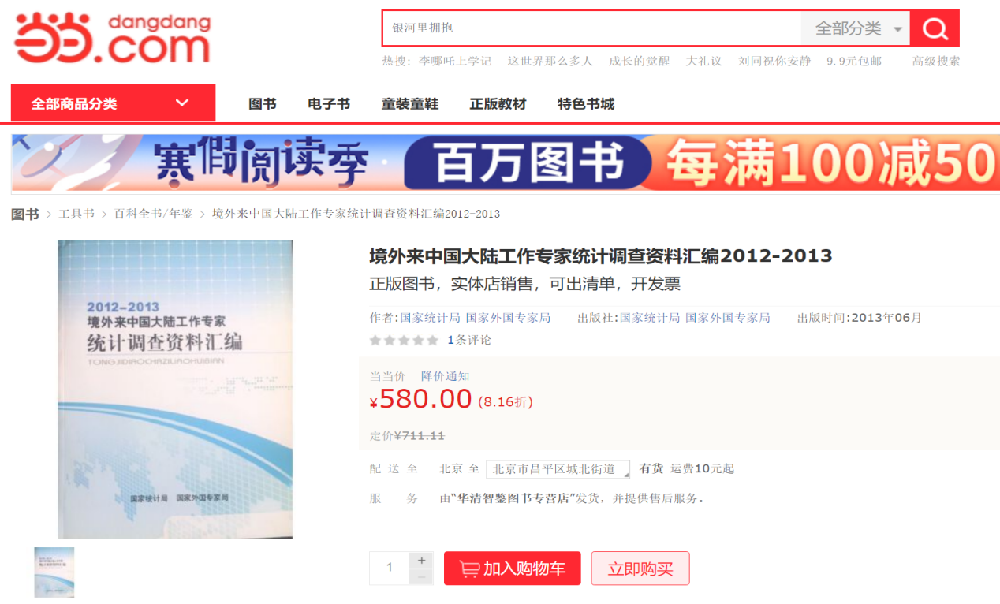 dangdang
.com
银河里拥抱
全部分类
热搜: 李哪吒上学记 这世界那么多人 成长的觉醒 大礼议 刘同祝你安静 9.9元包邮 高级搜索
全部商品分类 图书 电子书 童装童鞋 正版教材 特色书城
寒假阅读季 百万图书 每满100减50
图书 > 工具书 > 百科全书/年鉴 > 境外来中国大陆工作专家统计调查资料汇编2012-2013
2012-2013
境外来中国大陆工作专家
统计调查资料汇编
TONGJIDIAOCHAZILIAOHUIBIAN
国家统计局 国家外国专家局
境外来中国大陆工作专家统计调查资料汇编2012-2013
正版图书，实体店销售，可出清单，开发票
作者:国家统计局 国家外国专家局 出版社:国家统计局 国家外国专家局 出版时间:2013年06月
1条评论
当当价 降价通知
¥580.00 (8.16折)
定价¥711.11
配送至 北京 至 北京市昌平区城北街道 有货 运费10元起
服务 由“华清智鉴图书专营店”发货，并提供售后服务。
1 + − 加入购物车 立即购买